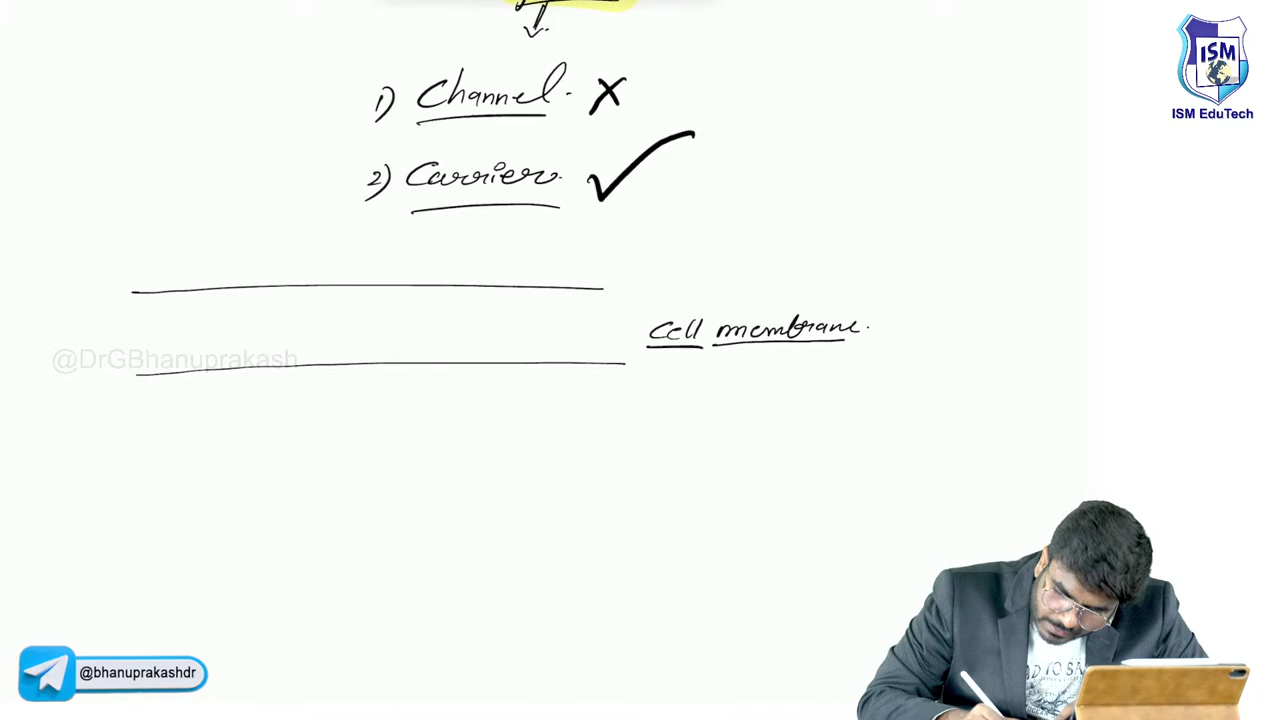 ISM
ISM EduTech
1) Channel. X
2) Carrier. ✓
Cell membrane.
@DrGBhanuprakash
@bhanuprakashdr